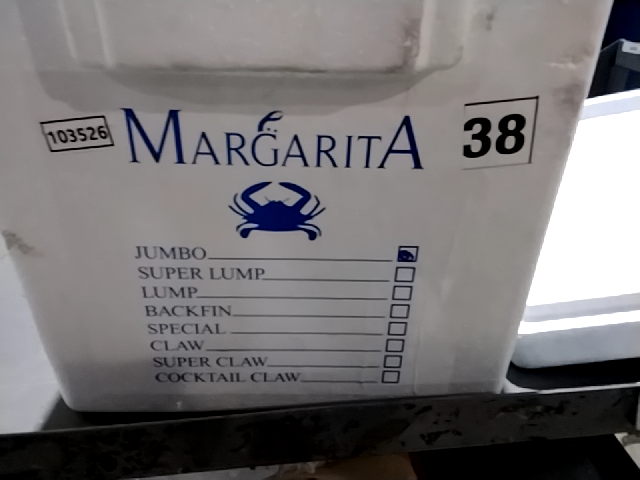 103526 MARGARITA 38
JUMBO
SUPER LUMP
LUMP
BACKFIN
SPECIAL
CLAW
SUPER CLAW
COCKTAIL CLAW